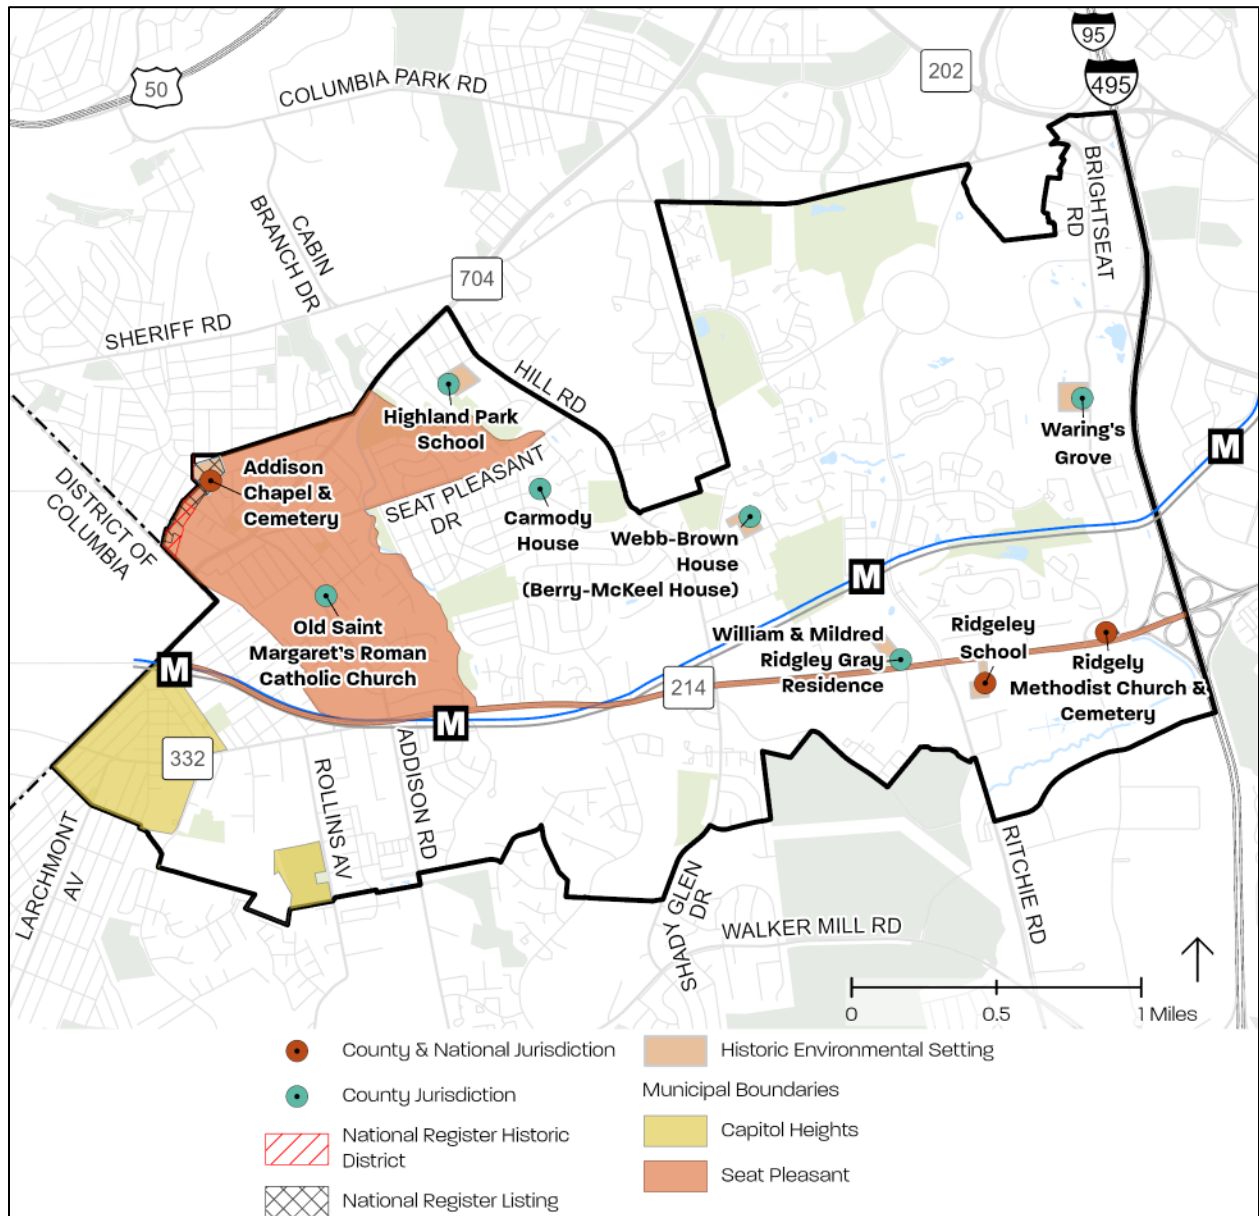 95
495
50
202
COLUMBIA PARK RD
BRIGHTSEAT
RD
CABIN
BRANCH DR
704
SHERIFF RD
HILL RD
Highland Park
School
Waring's
Grove
M
Addison
Chapel &
Cemetery
SEAT PLEASANT
DR
DISTRICT OF
COLUMBIA
Carmody
House
Webb-Brown
House
(Berry-McKeel House)
M
Old Saint
Margaret's Roman
Catholic Church
William & Mildred
Ridgley Gray
Residence
Ridgeley
School
Ridgely
Methodist Church &
Cemetery
M
214
M
332
ROLLINS AV
ADDISON RD
LARCHMONT
AV
SHADY GLEN
DR
RITCHIE RD
WALKER MILL RD
0 0.5 1 Miles
County & National Jurisdiction
County Jurisdiction
National Register Historic
District
National Register Listing
Historic Environmental Setting
Municipal Boundaries
Capitol Heights
Seat Pleasant